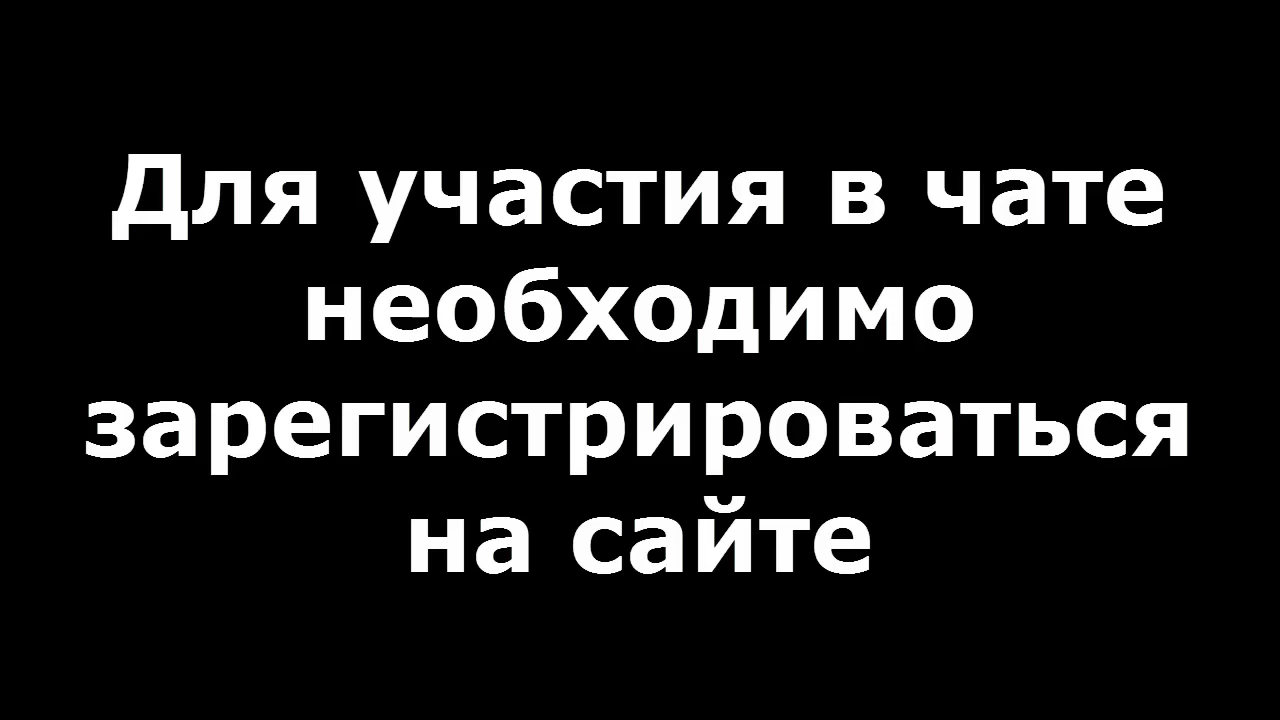 Для участия в чате
необходимо
зарегистрироваться
на сайте